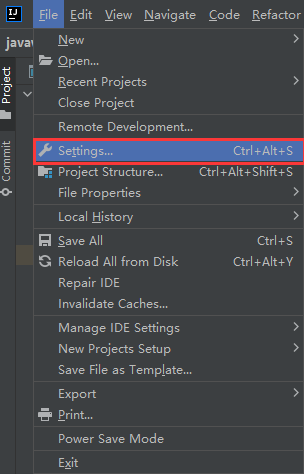 IJ File Edit View Navigate Code Refactor
javaw
Project
Commit
New
Open...
Recent Projects
Close Project
Remote Development...
Settings... Ctrl+Alt+S
Project Structure... Ctrl+Alt+Shift+S
File Properties
Local History
Save All Ctrl+S
Reload All from Disk Ctrl+Alt+Y
Repair IDE
Invalidate Caches...
Manage IDE Settings
New Projects Setup
Save File as Template...
Export
Print...
Power Save Mode
Exit